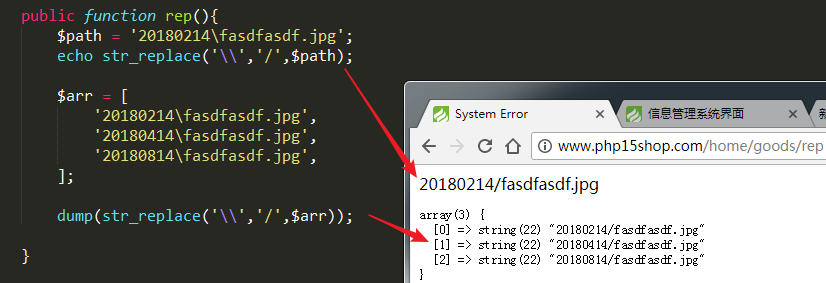 public function rep(){
$path = '20180214\fasdfasdf.jpg';
echo str_replace('\\','/',$path);
$arr = [
'20180214\fasdfasdf.jpg',
'20180414\fasdfasdf.jpg',
'20180814\fasdfasdf.jpg',
];
dump(str_replace('\\','/',$arr));
}
System Error
信息管理系统界面
www.php15shop.com/home/goods/rep
20180214/fasdfasdf.jpg
array(3) {
[0] => string(22) "20180214/fasdfasdf.jpg"
[1] => string(22) "20180414/fasdfasdf.jpg"
[2] => string(22) "20180814/fasdfasdf.jpg"
}